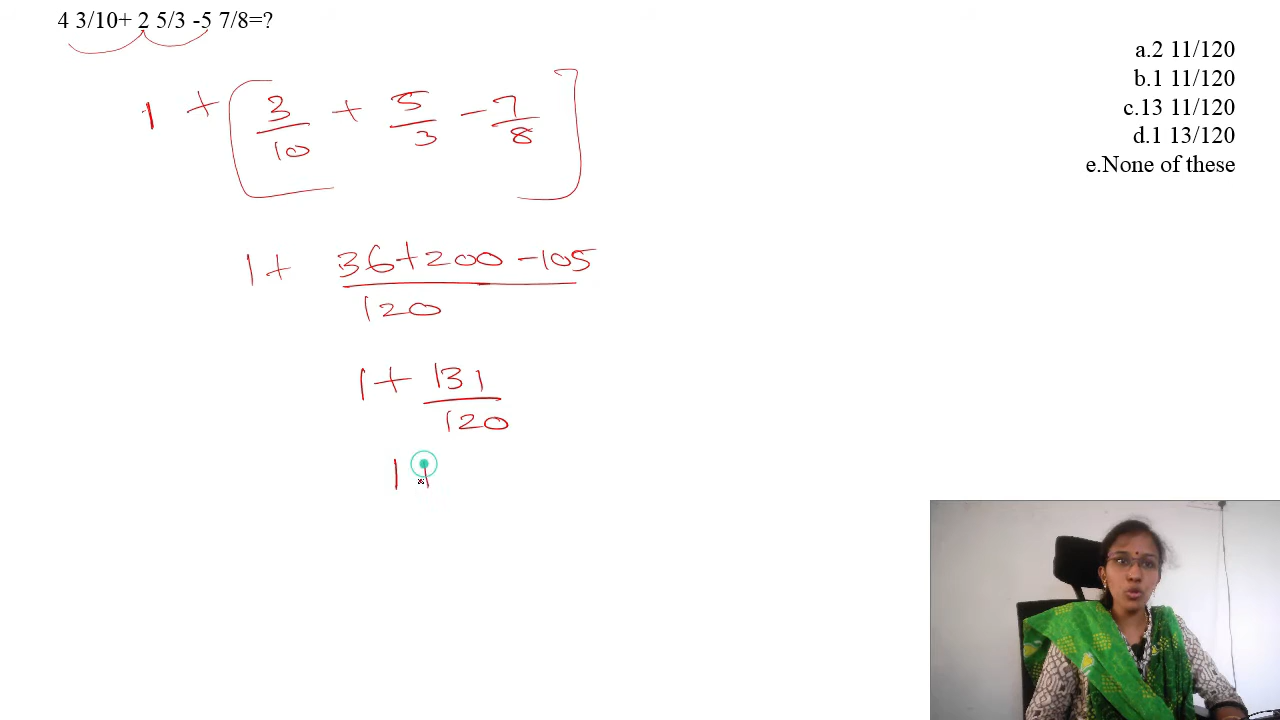 4 3/10+ 2 5/3 -5 7/8=?
a.2 11/120
b.1 11/120
c.13 11/120
d.1 13/120
e.None of these
1 + [3/10 + 5/3 - 7/8]
1+ 36+200-105/120
1+ 131/120
1 1